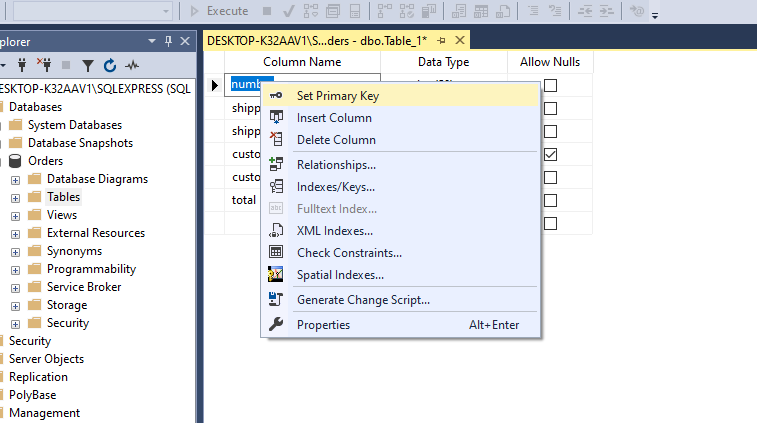 Execute
plorer
DESKTOP-K32AAV1\S...ders - dbo.Table_1*
ESKTOP-K32AAV1\SQLEXPRESS (SQL
Databases
System Databases
Database Snapshots
Orders
Database Diagrams
Tables
Views
External Resources
Synonyms
Programmability
Service Broker
Storage
Security
Security
Server Objects
Replication
PolyBase
Management
Column Name Data Type Allow Nulls
numb
shipp
shipp
custo
custo
total
Set Primary Key
Insert Column
Delete Column
Relationships...
Indexes/Keys...
Fulltext Index...
XML Indexes...
Check Constraints...
Spatial Indexes...
Generate Change Script...
Properties Alt+Enter